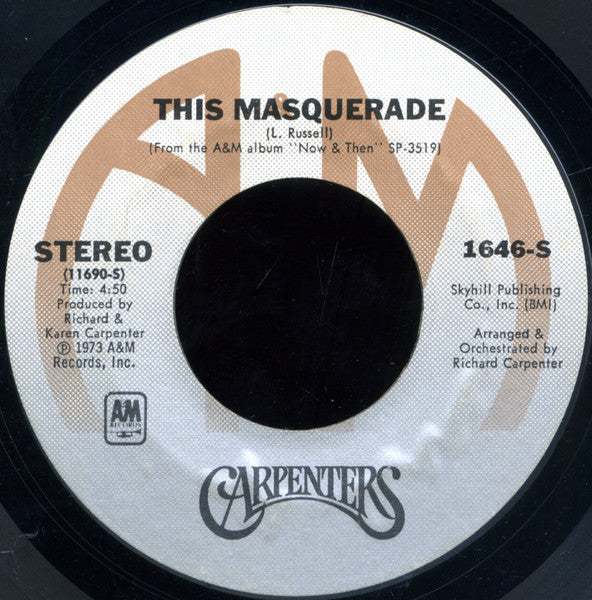 A&M
THIS MASQUERADE
(L. Russell)
(From the A&M album "Now & Then" SP-3519)
STEREO
(11690-S)
Time: 4:50
Produced by
Richard &
Karen Carpenter
Ⓟ 1973 A&M
Records, Inc.
1646-S
Skyhill Publishing
Co., Inc. (BMI)
Arranged &
Orchestrated by
Richard Carpenter
AM
RECORDS
CARPENTERS